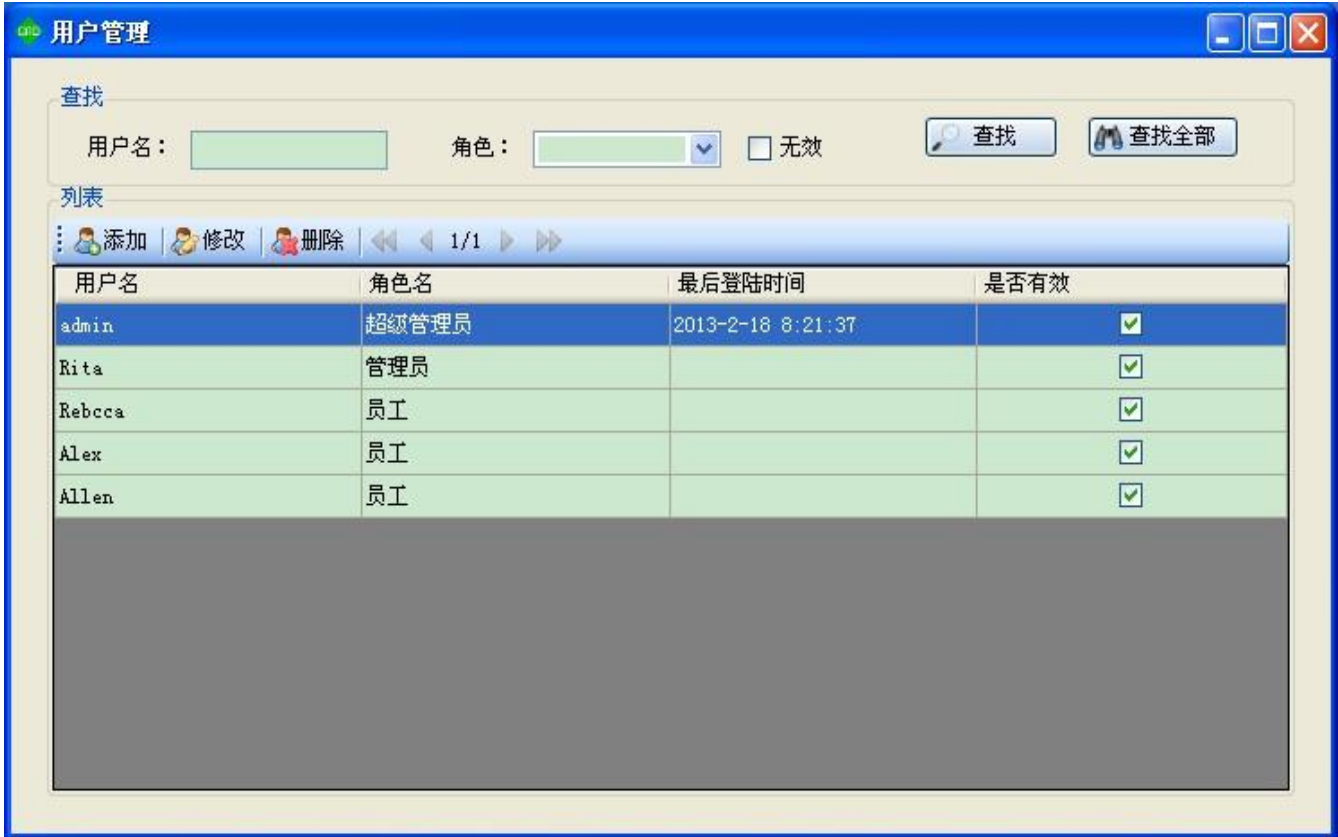 用户管理
查找
用户名： 角色： 无效 查找 查找全部
列表
添加 修改 删除 1/1
用户名 角色名 最后登陆时间 是否有效
admin 超级管理员 2013-2-18 8:21:37
Rita 管理员
Rebcca 员工
Alex 员工
Allen 员工